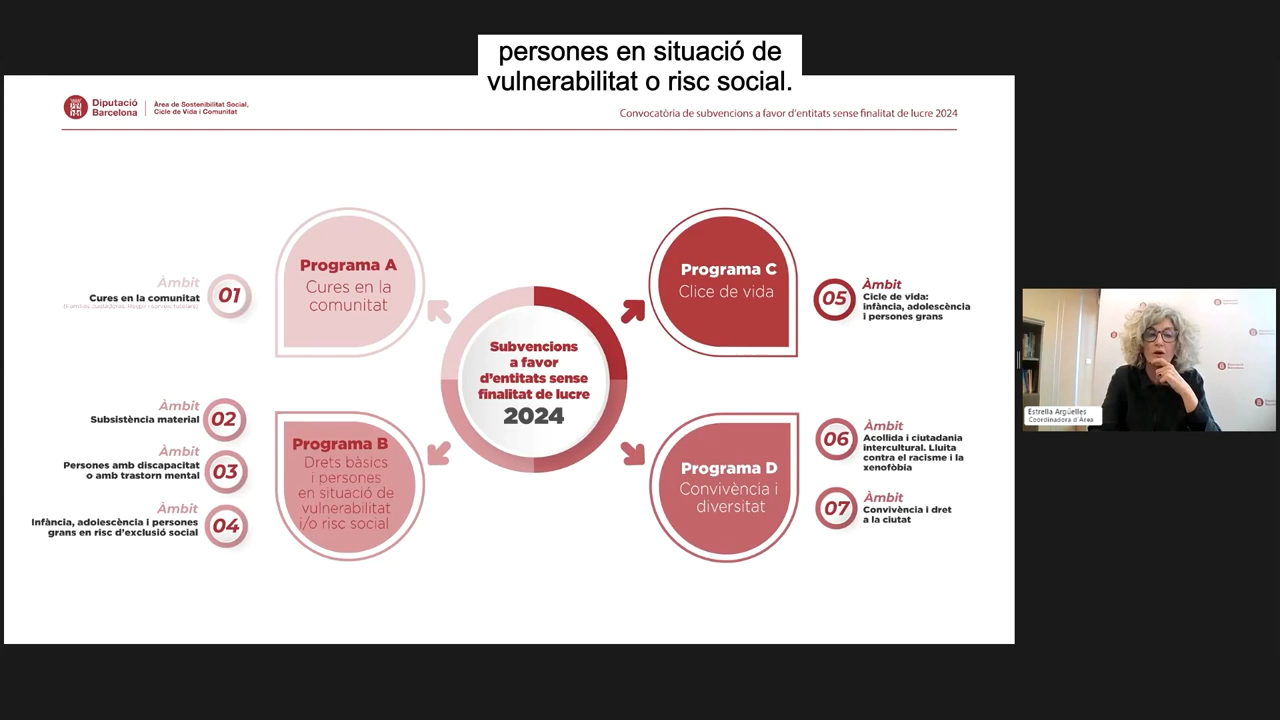 persones en situació de
vulnerabilitat o risc social.
Diputació
Barcelona
Àrea de Sostenibilitat Social,
Cicle de Vida i Comunitat
Convocatòria de subvencions a favor d'entitats sense finalitat de lucre 2024
Programa A
Cures en la
comunitat
Àmbit
01
Cures en la comunitat
Àmbit
02
Subsistència material
Àmbit
03
Persones amb discapacitat
o amb trastorn mental
Àmbit
04
Infància, adolescència i persones
grans en risc d'exclusió social
Programa B
Drets bàsics
i persones
en situació de
vulnerabilitat
i/o risc social
Subvencions
a favor
d'entitats sense
finalitat de lucre
2024
Programa C
Clice de vida
05
Àmbit
Cicle de vida:
infància, adolescència
i persones grans
Programa D
Convivència i
diversitat
06
Àmbit
Acollida i ciutadania
intercultural. Lluita
contra el racisme i la
xenofòbia
07
Àmbit
Convivència i dret
a la ciutat
Estrella Argüelles
Coordinadora d'Àrea